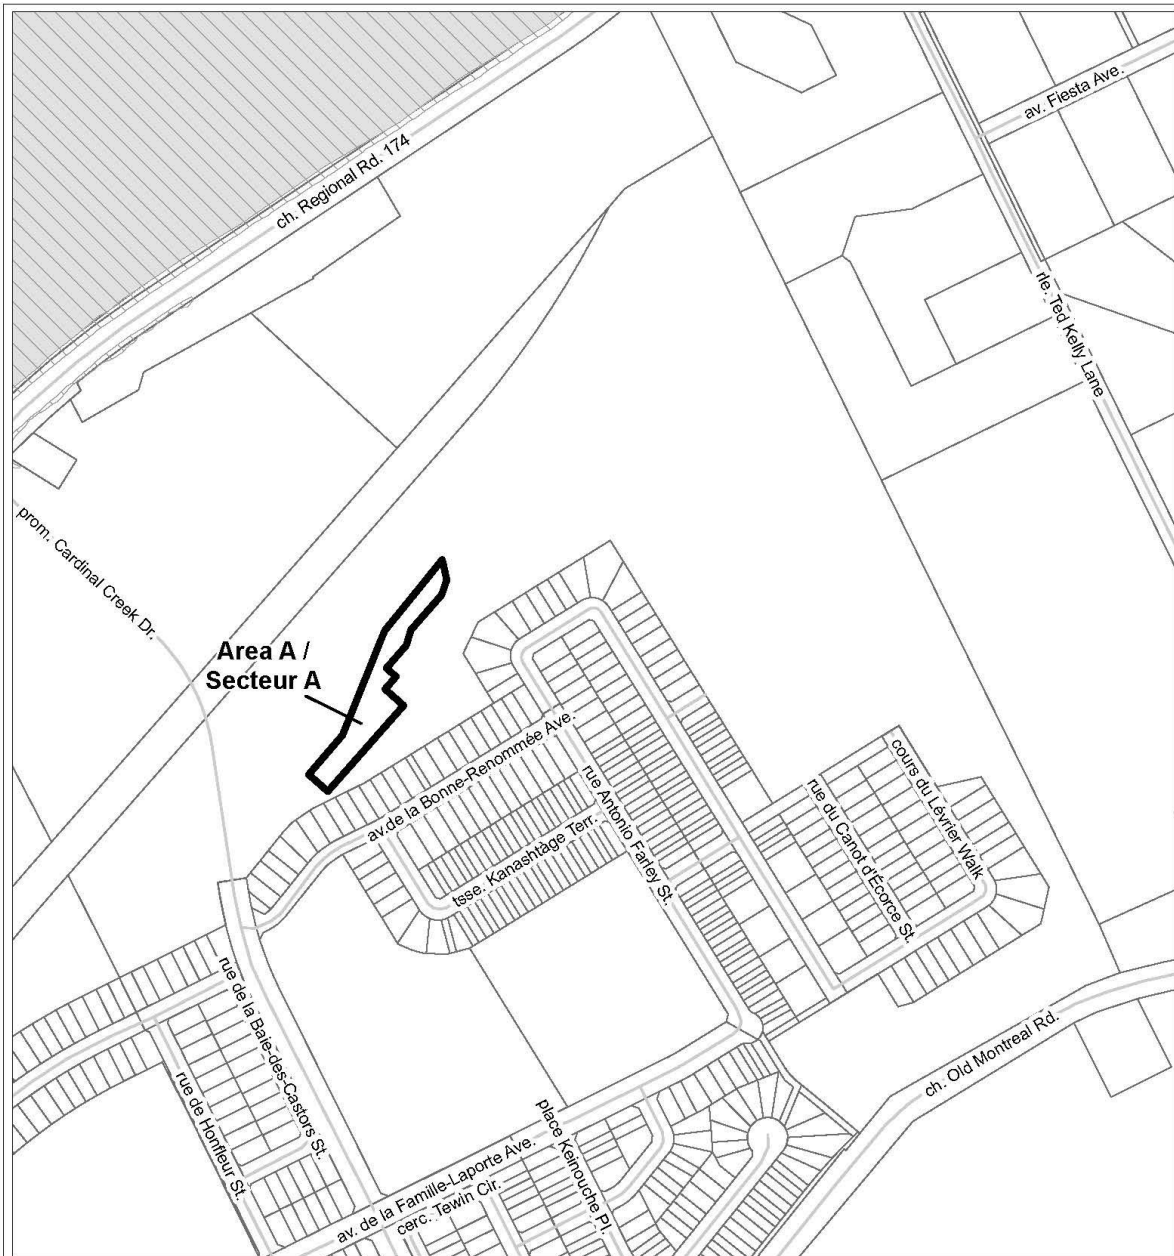 av. Fiesta Ave.
ch. Regional Rd. 174
rle. Ted Kelly Lane
prom. Cardinal Creek Dr.
Area A /
Secteur A
av.de la Bonne-Renommée Ave.
rue Antonio Farley St.
cours du Lévrier Walk
rue du Canot d'Écorce St.
tsse. Kanashtàge Terr.
rue de la Baie-des-Castors St.
rue de Honfleur St.
ch. Old Montreal Rd.
place Keinouche Pl.
av. de la Famille-Laporte Ave.
cerc. Tewin Cir.